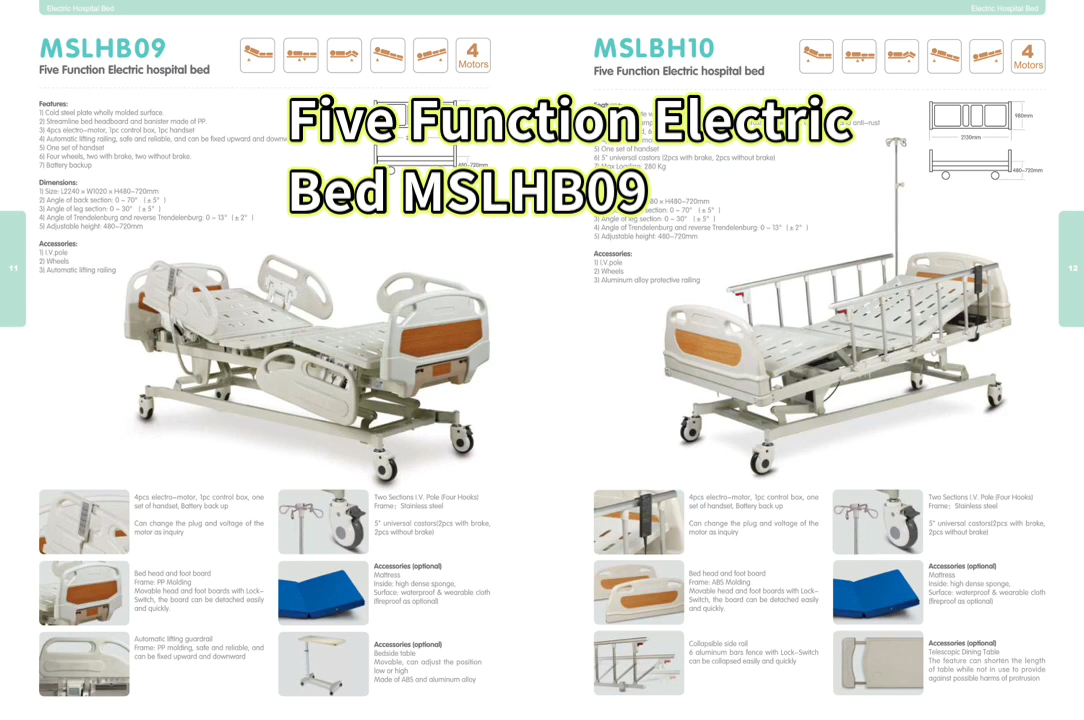 Electric Hospital Bed
Electric Hospital Bed
MSLHB09
Five Function Electric hospital bed
4
Motors
Five Function Electric
Bed MSLHB09
Features:
1) Cold steel plate wholly molded surface.
2) Streamline bed headboard and banister made of PP.
3) 4pcs electro-motor, 1pc control box, 1pc handset
4) Automatic lifting railing, safe and reliable, and can be fixed upward and downw
5) One set of handset
6) Four wheels, two with brake, two without brake.
7) Battery backup
Dimensions:
1) Size: L2240 x W1020 x H480-720mm
2) Angle of back section: 0 ~ 70° (±5°)
3) Angle of leg section: 0 ~ 30° (±5°)
4) Angle of Trendelenburg and reverse Trendelenburg: 0 ~ 13° (±2°)
5) Adjustable height: 480-720mm
Accessories:
1) I.V.pole
2) Wheels
3) Automatic lifting railing
11
4pcs electro-motor, 1pc control box, one
set of handset, Battery back up
Can change the plug and voltage of the
motor as inquiry
Bed head and foot board
Frame: PP Molding
Movable head and foot boards with Lock-
Switch, the board can be detached easily
and quickly.
Automatic lifting guardrail
Frame: PP molding, safe and reliable, and
can be fixed upward and downward
Two Sections I.V. Pole (Four Hooks)
Frame: Stainless steel
5" universal castors(2pcs with brake,
2pcs without brake)
Accessories (optional)
Mattress
Inside: high dense sponge,
Surface: waterproof & wearable cloth
(fireproof as optional)
Accessories (optional)
Bedside table
Movable, can adjust the position
low or high
Made of ABS and aluminum alloy
MSLBH10
Five Function Electric hospital bed
4
Motors
anti-rust
5) One set of handset
6) 5" universal castors (2pcs with brake, 2pcs without brake)
280 Kg
x H480-720mm
section: 0 ~ 70° (±5°)
3) Angle of leg section: 0 ~ 30° (±5°)
4) Angle of Trendelenburg and reverse Trendelenburg: 0 ~ 13° (±2°)
5) Adjustable height: 480-720mm
Accessories:
1) I.V.pole
2) Wheels
3) Aluminum alloy protective railing
980mm
2130mm
480-720mm
12
4pcs electro-motor, 1pc control box, one
set of handset, Battery back up
Can change the plug and voltage of the
motor as inquiry
Bed head and foot board
Frame: ABS Molding
Movable head and foot boards with Lock-
Switch, the board can be detached easily
and quickly.
Collapsible side rail
6 aluminum bars fence with Lock-Switch
can be collapsed easily and quickly
Two Sections I.V. Pole (Four Hooks)
Frame: Stainless steel
5" universal castors(2pcs with brake,
2pcs without brake)
Accessories (optional)
Mattress
Inside: high dense sponge,
Surface: waterproof & wearable cloth
(fireproof as optional)
Accessories (optional)
Telescopic Dining Table
The feature can shorten the length
of table while not in use to provide
against possible harms of protrusion